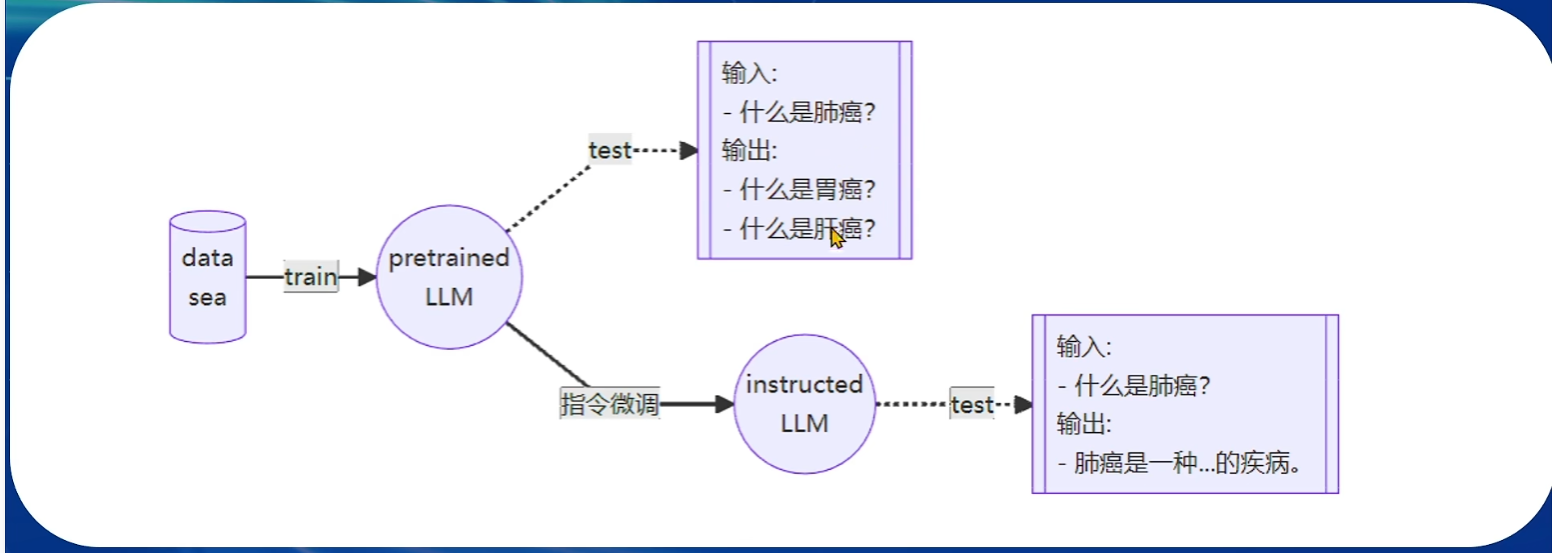 data
sea
train
pretrained
LLM
test
输入:
- 什么是肺癌?
输出:
- 什么是胃癌?
- 什么是肝癌?
指令微调
instructed
LLM
test
输入:
- 什么是肺癌?
输出:
- 肺癌是一种...的疾病。